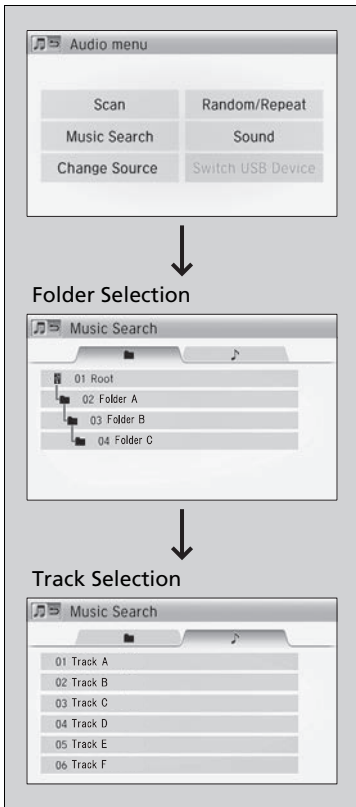 Audio menu
Scan Random/Repeat
Music Search Sound
Change Source Switch USB Device
Folder Selection
Music Search
01 Root
02 Folder A
03 Folder B
04 Folder C
Track Selection
Music Search
01 Track A
02 Track B
03 Track C
04 Track D
05 Track E
06 Track F